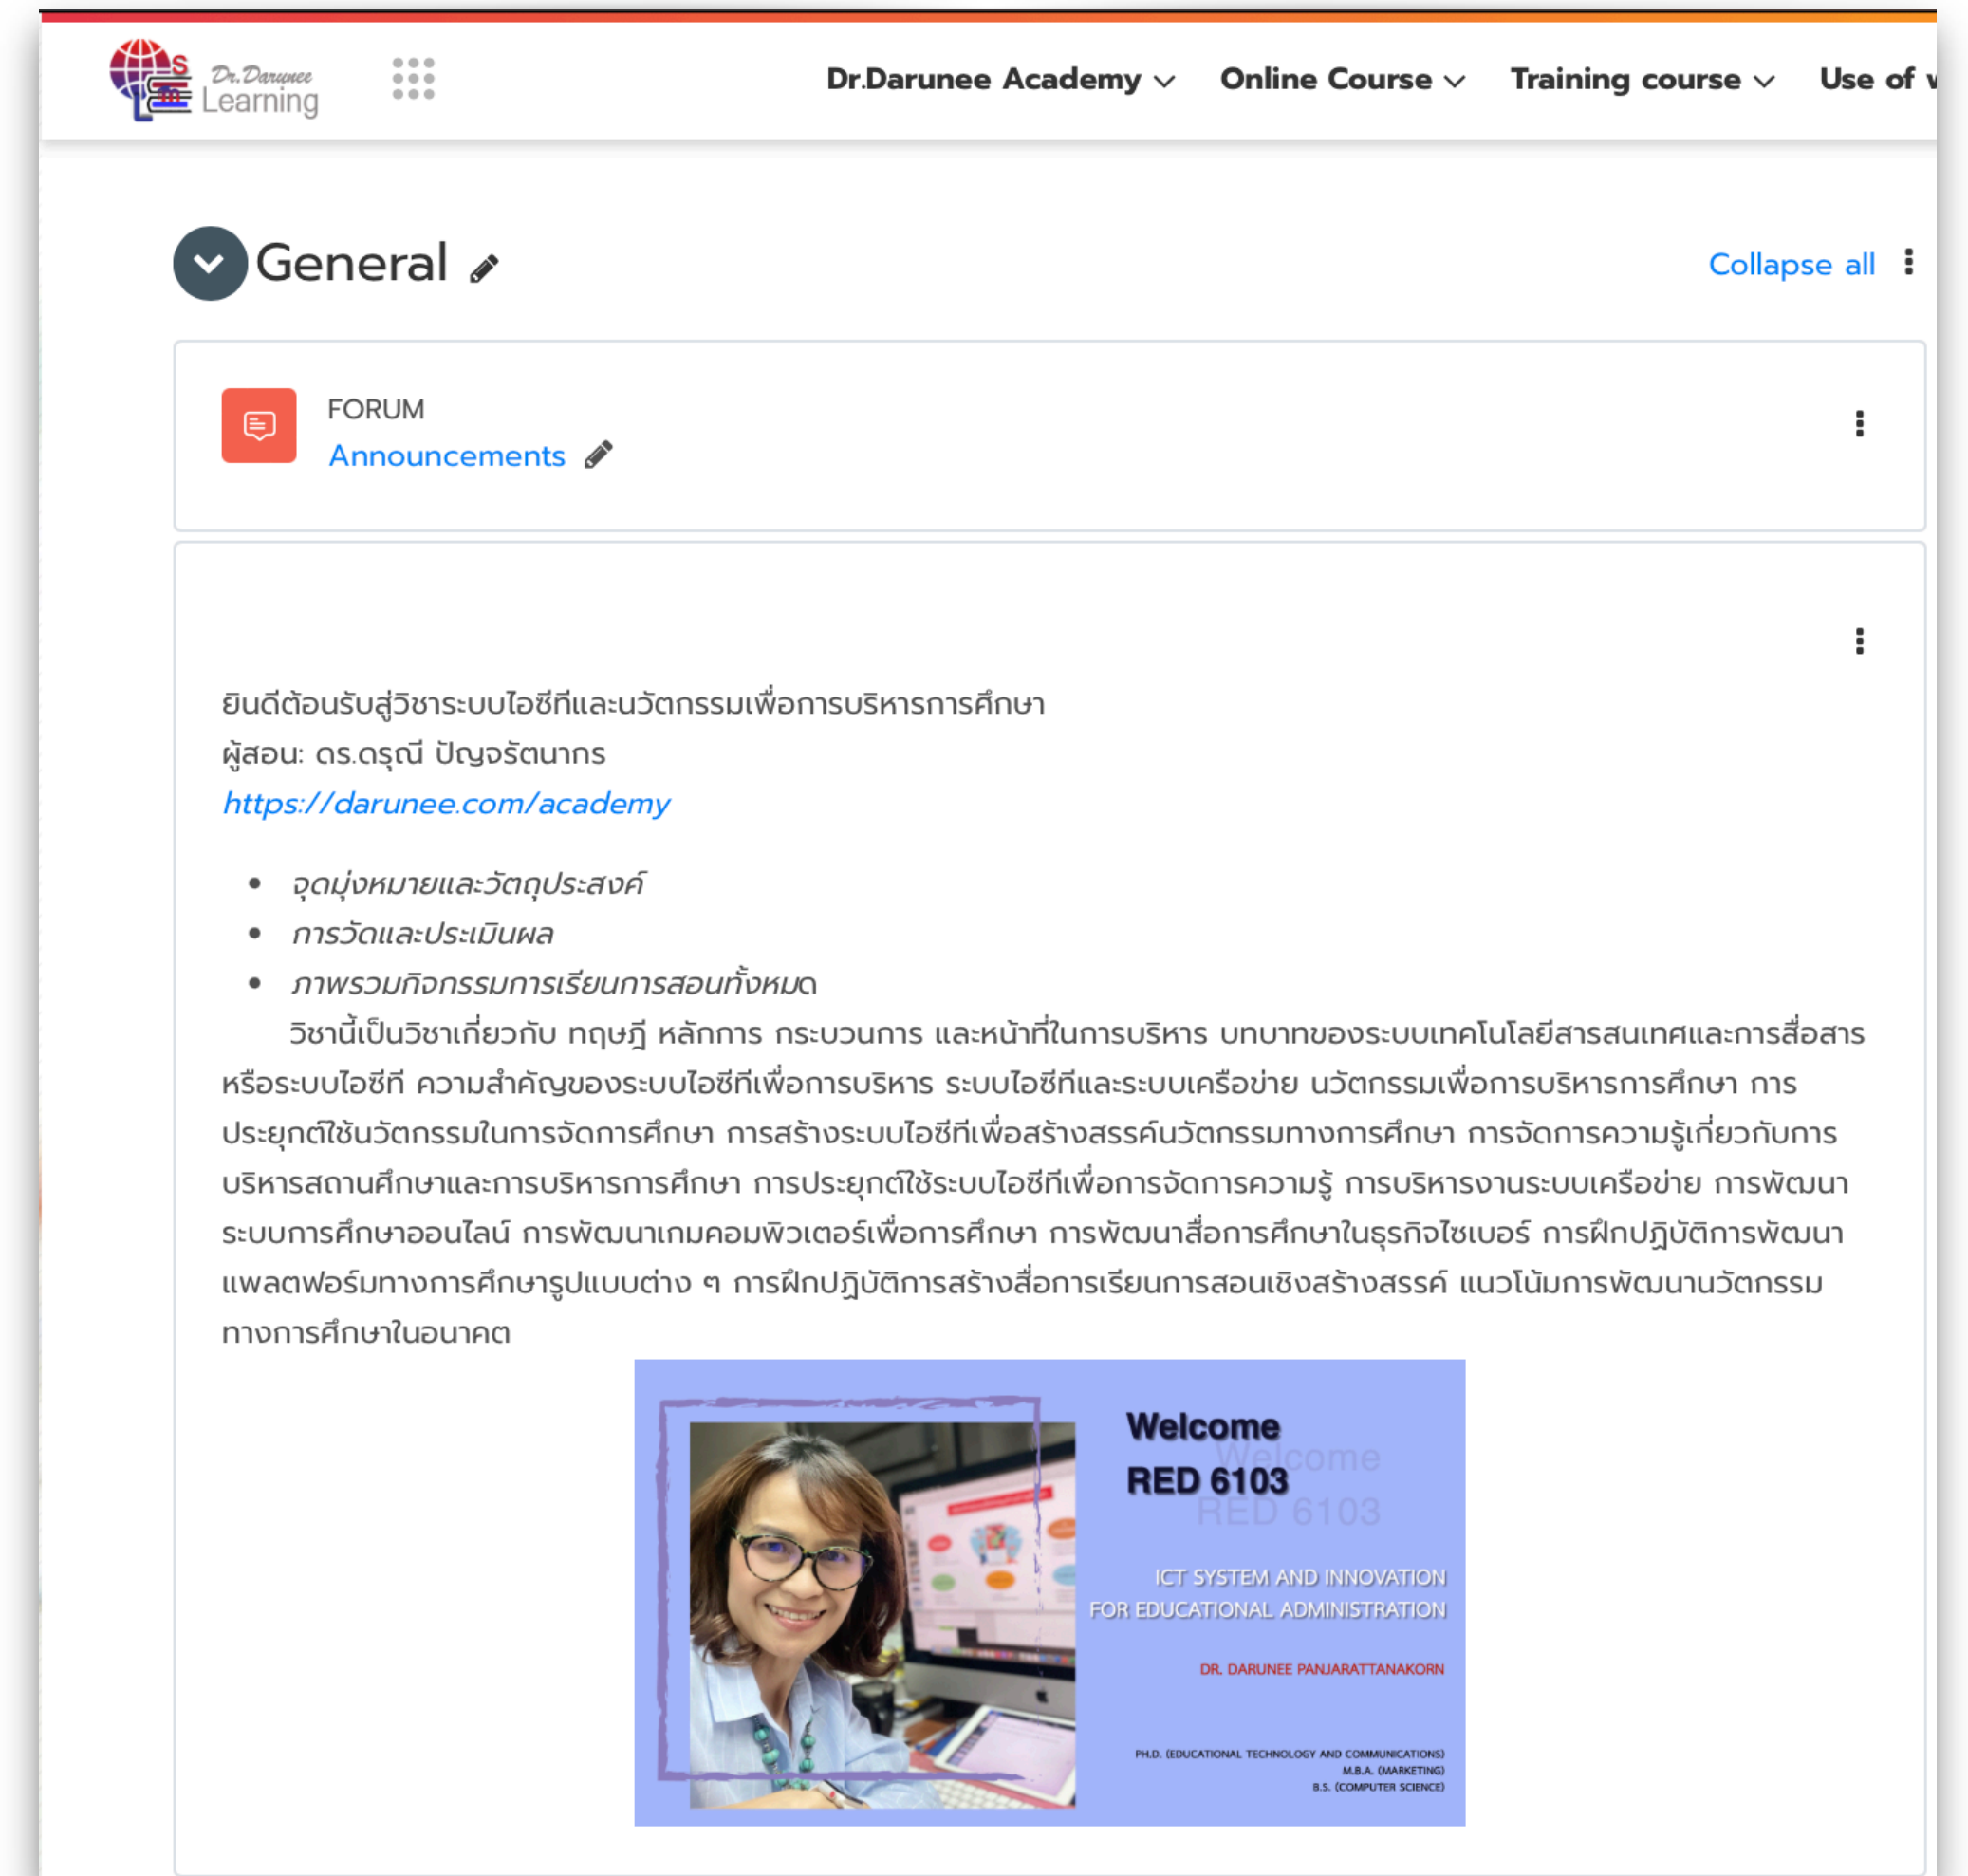 Dr.Darunee
Learning
Dr.Darunee Academy
Online Course
Training course
Use of
General
Collapse all
FORUM
Announcements
ยินดีต้อนรับสู่วิชาระบบไอซีทีและนวัตกรรมเพื่อการบริหารการศึกษา
ผู้สอน: ดร.ดรุณี ปัญจรัตนากร
https://darunee.com/academy
จุดมุ่งหมายและวัตถุประสงค์
การวัดและประเมินผล
ภาพรวมกิจกรรมการเรียนการสอนทั้งหมด
วิชานี้เป็นวิชาเกี่ยวกับ ทฤษฎี หลักการ กระบวนการ และหน้าที่ในการบริหาร บทบาทของระบบเทคโนโลยีสารสนเทศและการสื่อสาร
หรือระบบไอซีที ความสำคัญของระบบไอซีทีเพื่อการบริหาร ระบบไอซีทีและระบบเครือข่าย นวัตกรรมเพื่อการบริหารการศึกษา การ
ประยุกต์ใช้นวัตกรรมในการจัดการศึกษา การสร้างระบบไอซีทีเพื่อสร้างสรรค์นวัตกรรมทางการศึกษา การจัดการความรู้เกี่ยวกับการ
บริหารสถานศึกษาและการบริหารการศึกษา การประยุกต์ใช้ระบบไอซีทีเพื่อการจัดการความรู้ การบริหารงานระบบเครือข่าย การพัฒนา
ระบบการศึกษาออนไลน์ การพัฒนาเกมคอมพิวเตอร์เพื่อการศึกษา การพัฒนาสื่อการศึกษาในธุรกิจไซเบอร์ การฝึกปฏิบัติการพัฒนา
แพลตฟอร์มทางการศึกษารูปแบบต่าง ๆ การฝึกปฏิบัติการสร้างสื่อการเรียนการสอนเชิงสร้างสรรค์ แนวโน้มการพัฒนานวัตกรรม
ทางการศึกษาในอนาคต
Welcome
Welcome
RED 6103
RED 6103
ICT SYSTEM AND INNOVATION
FOR EDUCATIONAL ADMINISTRATION
DR. DARUNEE PANJARATTANAKORN
PH.D. (EDUCATIONAL TECHNOLOGY AND COMMUNICATIONS)
M.B.A. (MARKETING)
B.S. (COMPUTER SCIENCE)